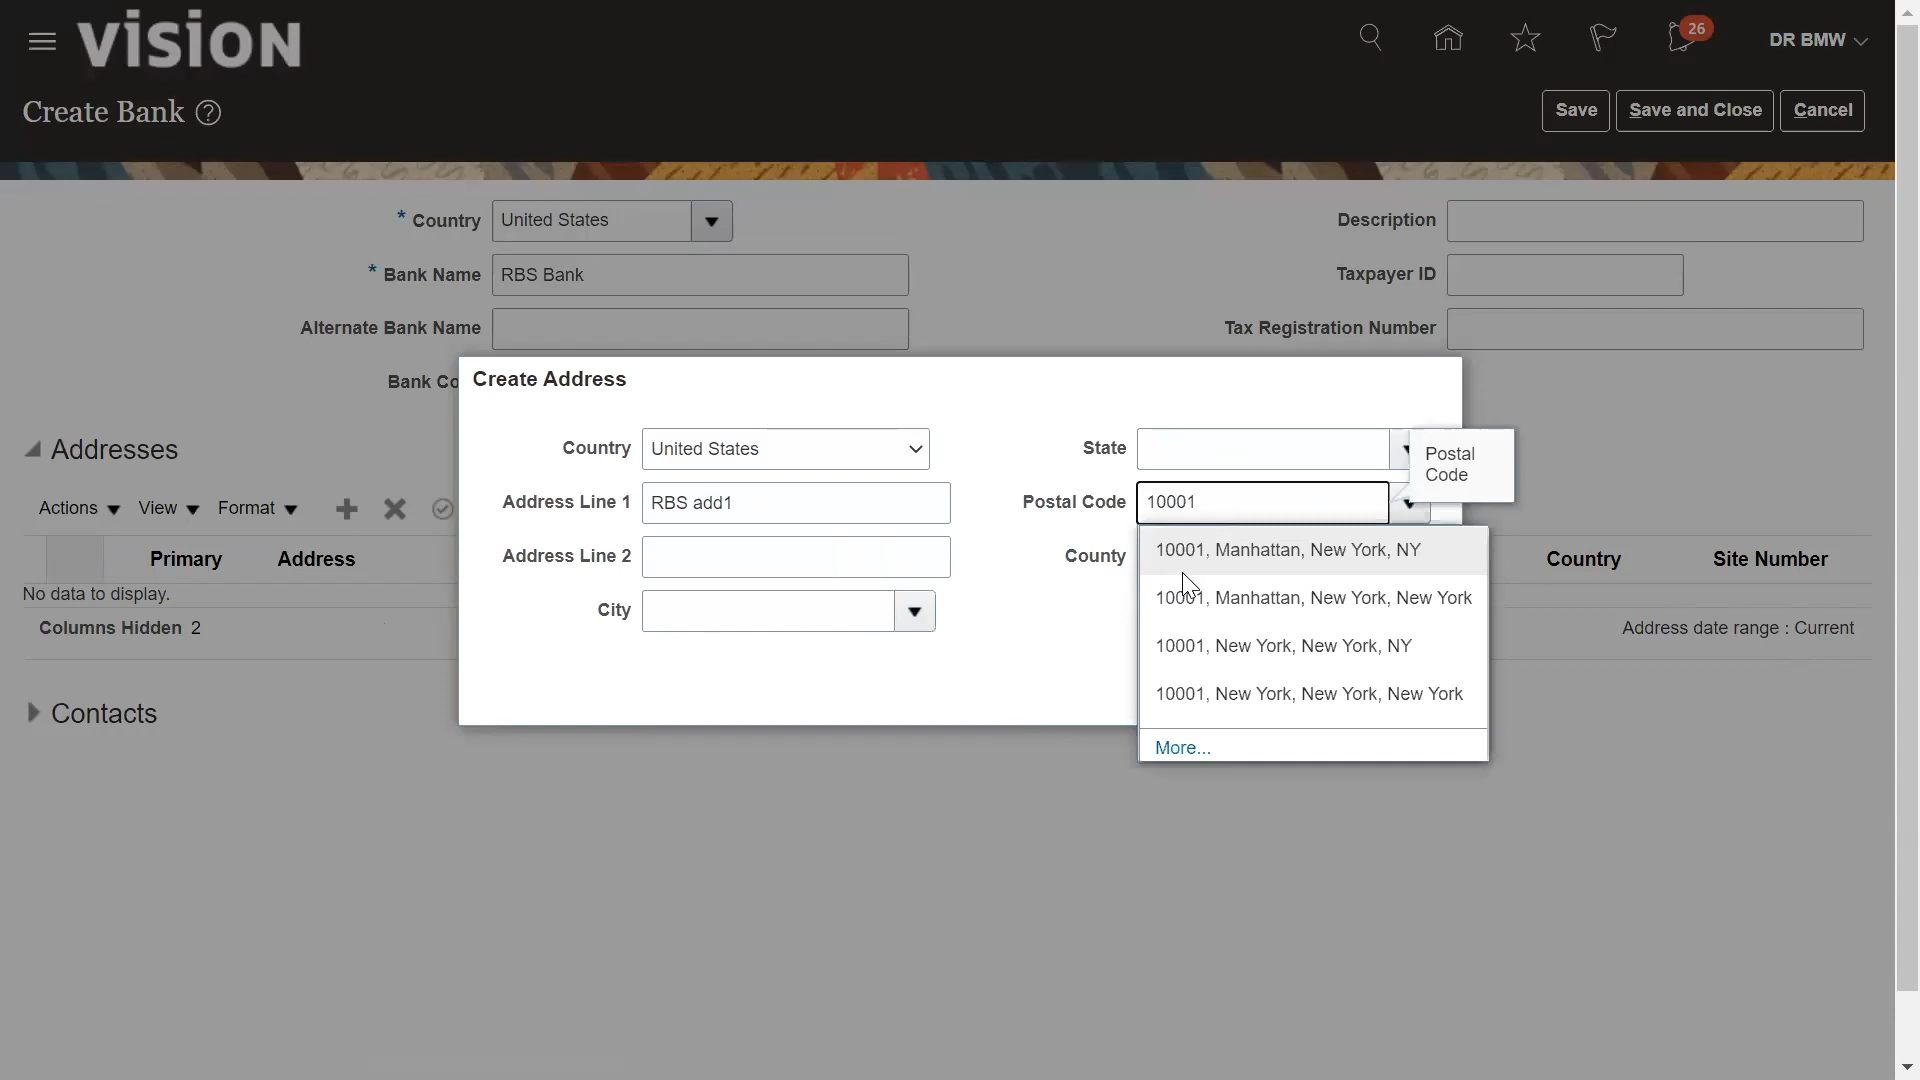 vision
26
DR BMW
Create Bank
Save
Save and Close
Cancel
* Country United States
Description
* Bank Name RBS Bank
Taxpayer ID
Alternate Bank Name
Tax Registration Number
Bank Co
Create Address
Country United States
State
Postal
Code
Address Line 1 RBS add1
Postal Code 10001
Address Line 2
County
City
10001, Manhattan, New York, NY
10001, Manhattan, New York, New York
10001, New York, New York, NY
10001, New York, New York, New York
More...
Addresses
Actions View Format
Primary Address Country Site Number
No data to display.
Columns Hidden 2
Address date range : Current
Contacts